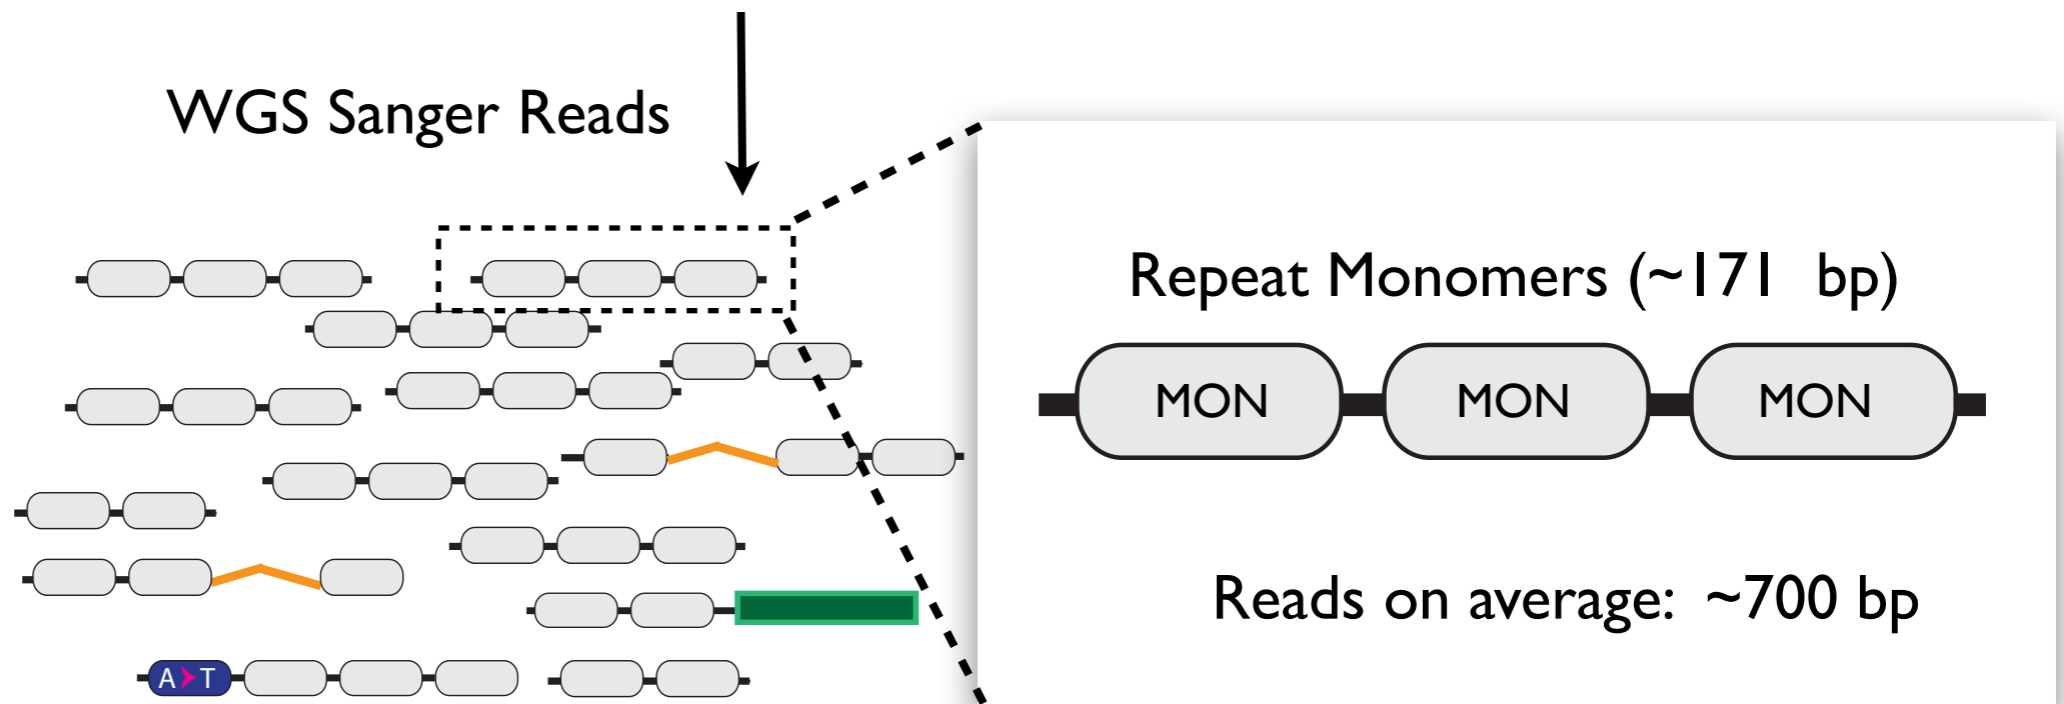 WGS Sanger Reads
Repeat Monomers (~171 bp)
MON MON MON
Reads on average: ~700 bp
A T